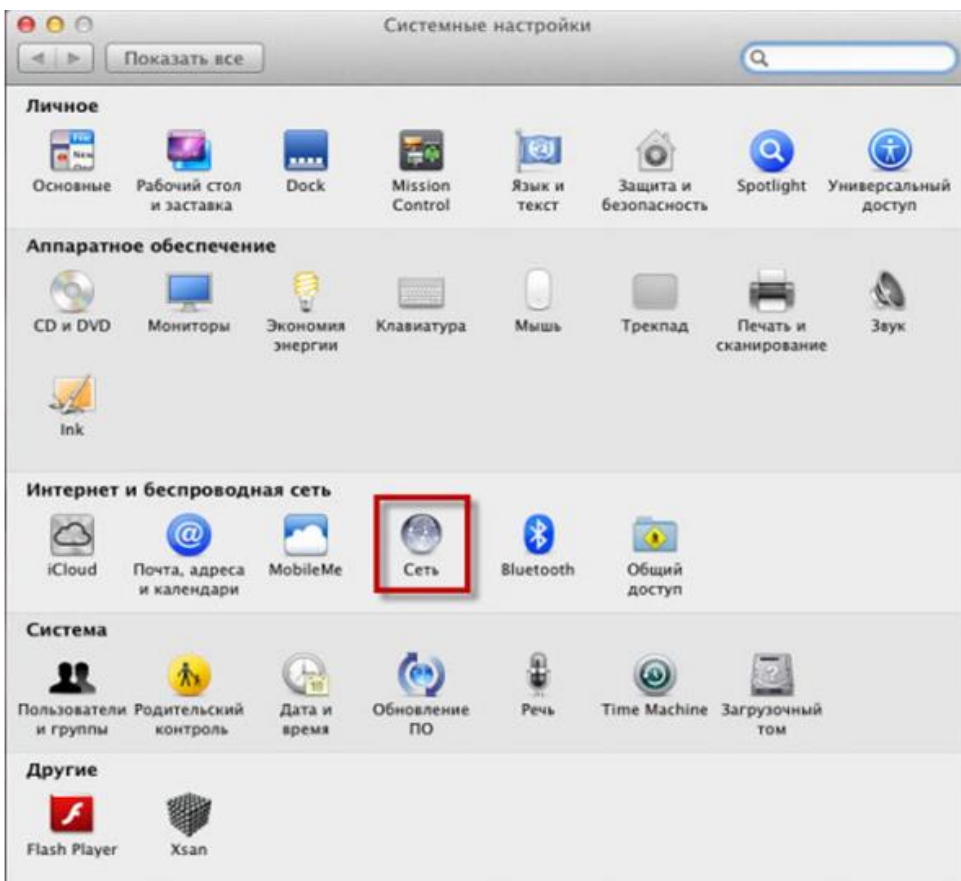 Системные настройки
Показать все
Личное
Основные
Рабочий стол
и заставка
Dock
Mission
Control
Язык и
текст
Защита и
безопасность
Spotlight
Универсальный
доступ
Аппаратное обеспечение
CD и DVD
Мониторы
Экономия
энергии
Клавиатура
Мышь
Трекпад
Печать и
сканирование
Звук
Ink
Интернет и беспроводная сеть
iCloud
Почта, адреса
и календари
MobileMe
Сеть
Bluetooth
Общий
доступ
Система
Пользователи
и группы
Родительский
контроль
Дата и
время
Обновление
ПО
Речь
Time Machine
Загрузочный
том
Другие
Flash Player
Xsan